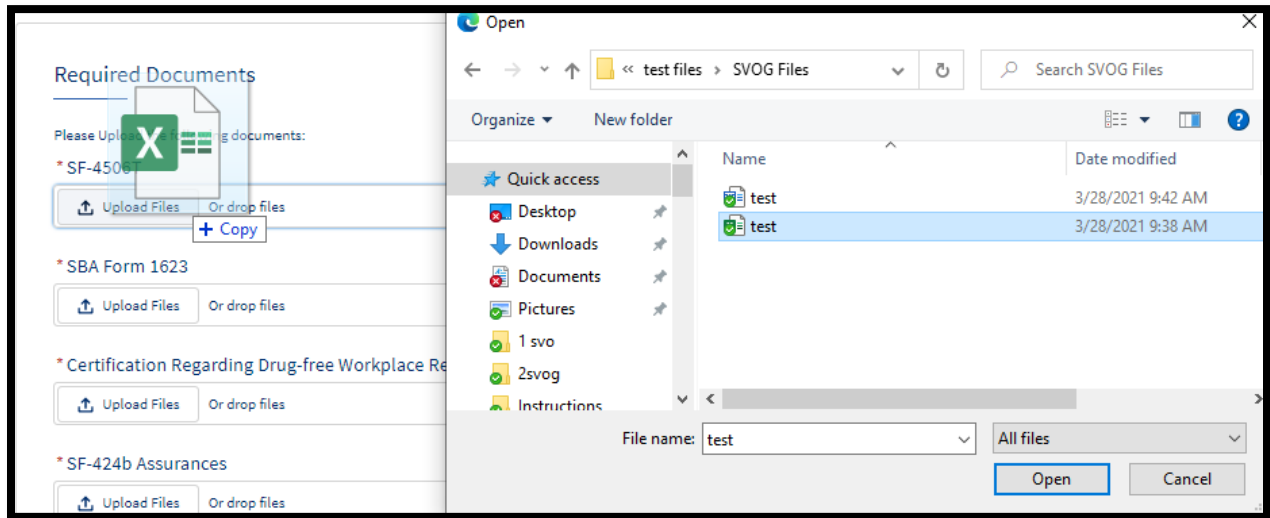 Required Documents
Please Upload the following documents:
* SF-4506T
Upload Files Or drop files
+ Copy
* SBA Form 1623
Upload Files Or drop files
* Certification Regarding Drug-free Workplace Re
Upload Files Or drop files
* SF-424b Assurances
Upload Files Or drop files
Open
« test files › SVOG Files
Search SVOG Files
Organize
New folder
Name
Date modified
Quick access
Desktop
Downloads
Documents
Pictures
1 svo
2svog
Instructions
test 3/28/2021 9:42 AM
test 3/28/2021 9:38 AM
File name: test
All files
Open
Cancel